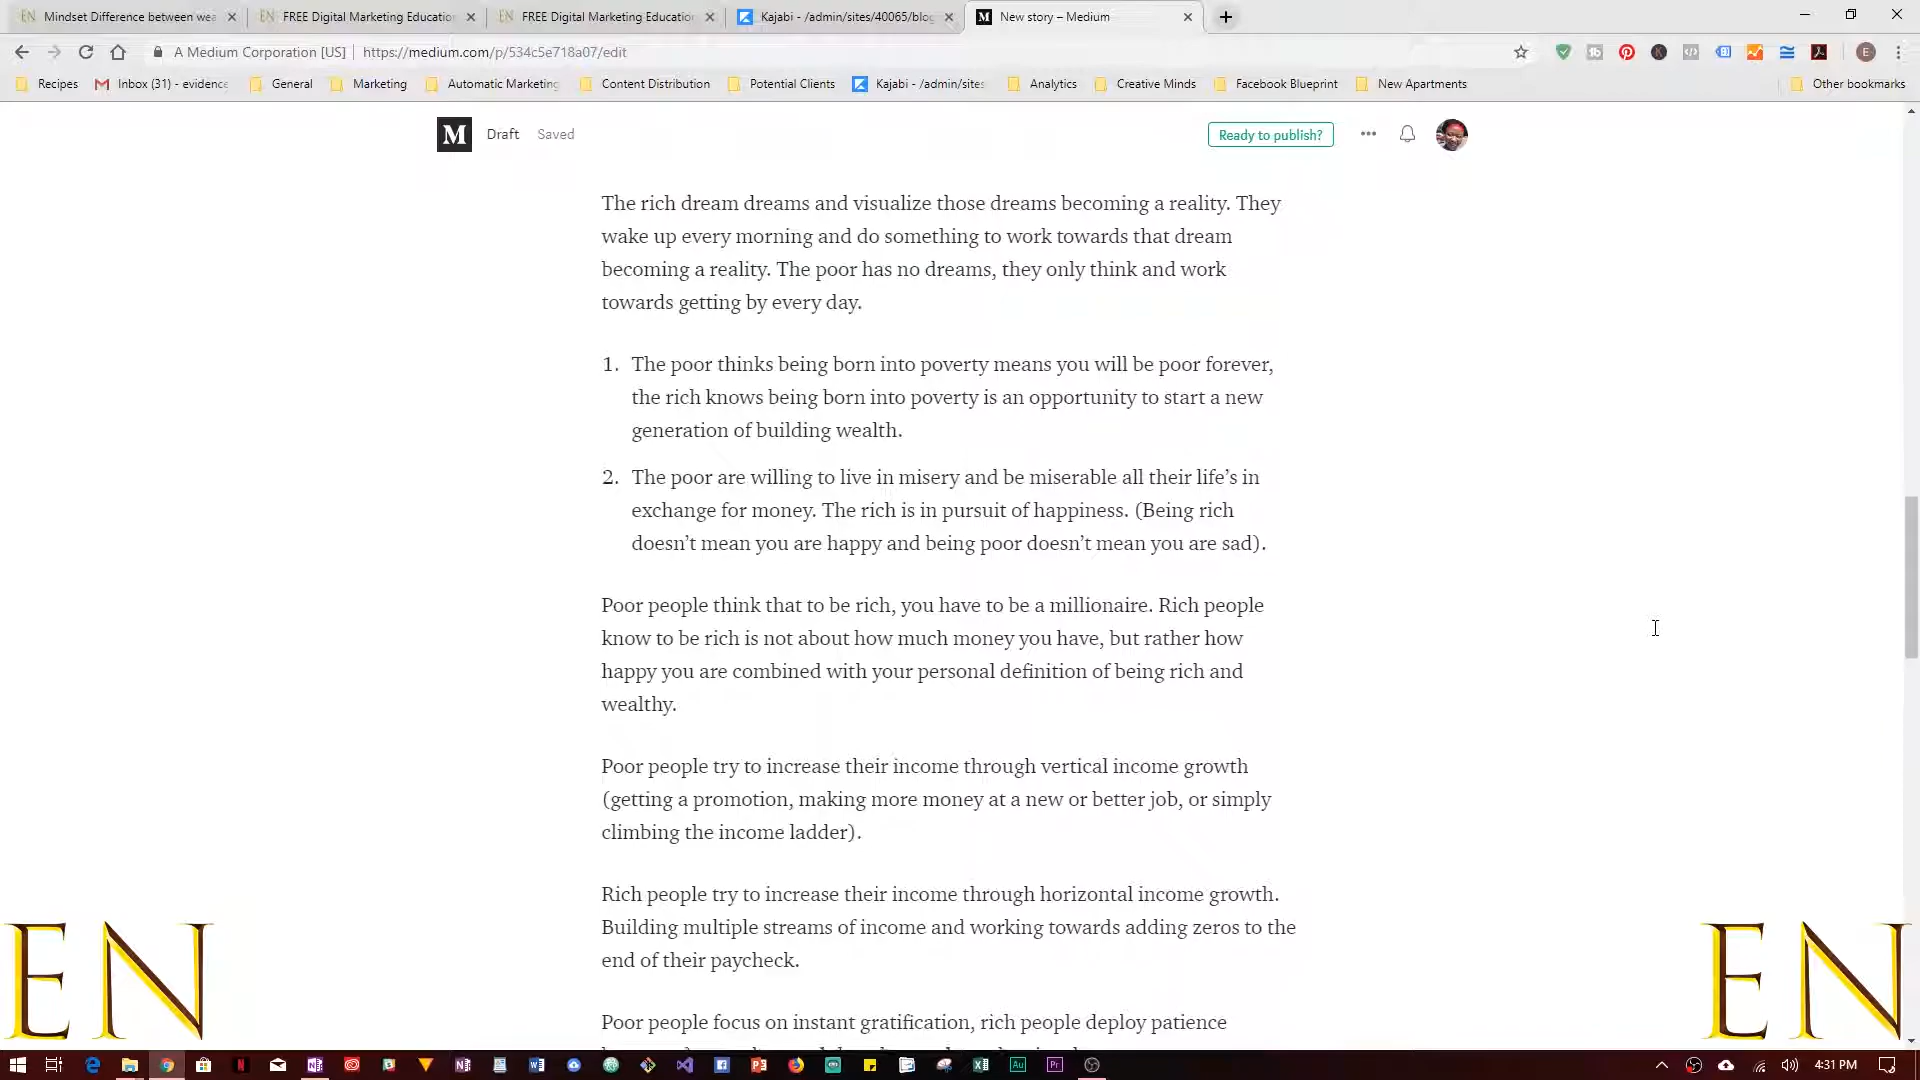 Mindset Difference between wea
FREE Digital Marketing Educatio
FREE Digital Marketing Educatio
Kajabi - /admin/sites/40065/blog
New story – Medium
A Medium Corporation [US]
https://medium.com/p/534c5e718a07/edit
Recipes
Inbox (31) - evidence
General
Marketing
Automatic Marketing
Content Distribution
Potential Clients
Kajabi - /admin/sites
Analytics
Creative Minds
Facebook Blueprint
New Apartments
Other bookmarks
M
Draft
Saved
Ready to publish?
The rich dream dreams and visualize those dreams becoming a reality. They
wake up every morning and do something to work towards that dream
becoming a reality. The poor has no dreams, they only think and work
towards getting by every day.
1. The poor thinks being born into poverty means you will be poor forever,
the rich knows being born into poverty is an opportunity to start a new
generation of building wealth.
2. The poor are willing to live in misery and be miserable all their life’s in
exchange for money. The rich is in pursuit of happiness. (Being rich
doesn’t mean you are happy and being poor doesn’t mean you are sad).
Poor people think that to be rich, you have to be a millionaire. Rich people
know to be rich is not about how much money you have, but rather how
happy you are combined with your personal definition of being rich and
wealthy.
Poor people try to increase their income through vertical income growth
(getting a promotion, making more money at a new or better job, or simply
climbing the income ladder).
Rich people try to increase their income through horizontal income growth.
Building multiple streams of income and working towards adding zeros to the
end of their paycheck.
Poor people focus on instant gratification, rich people deploy patience
EN
EN
4:31 PM